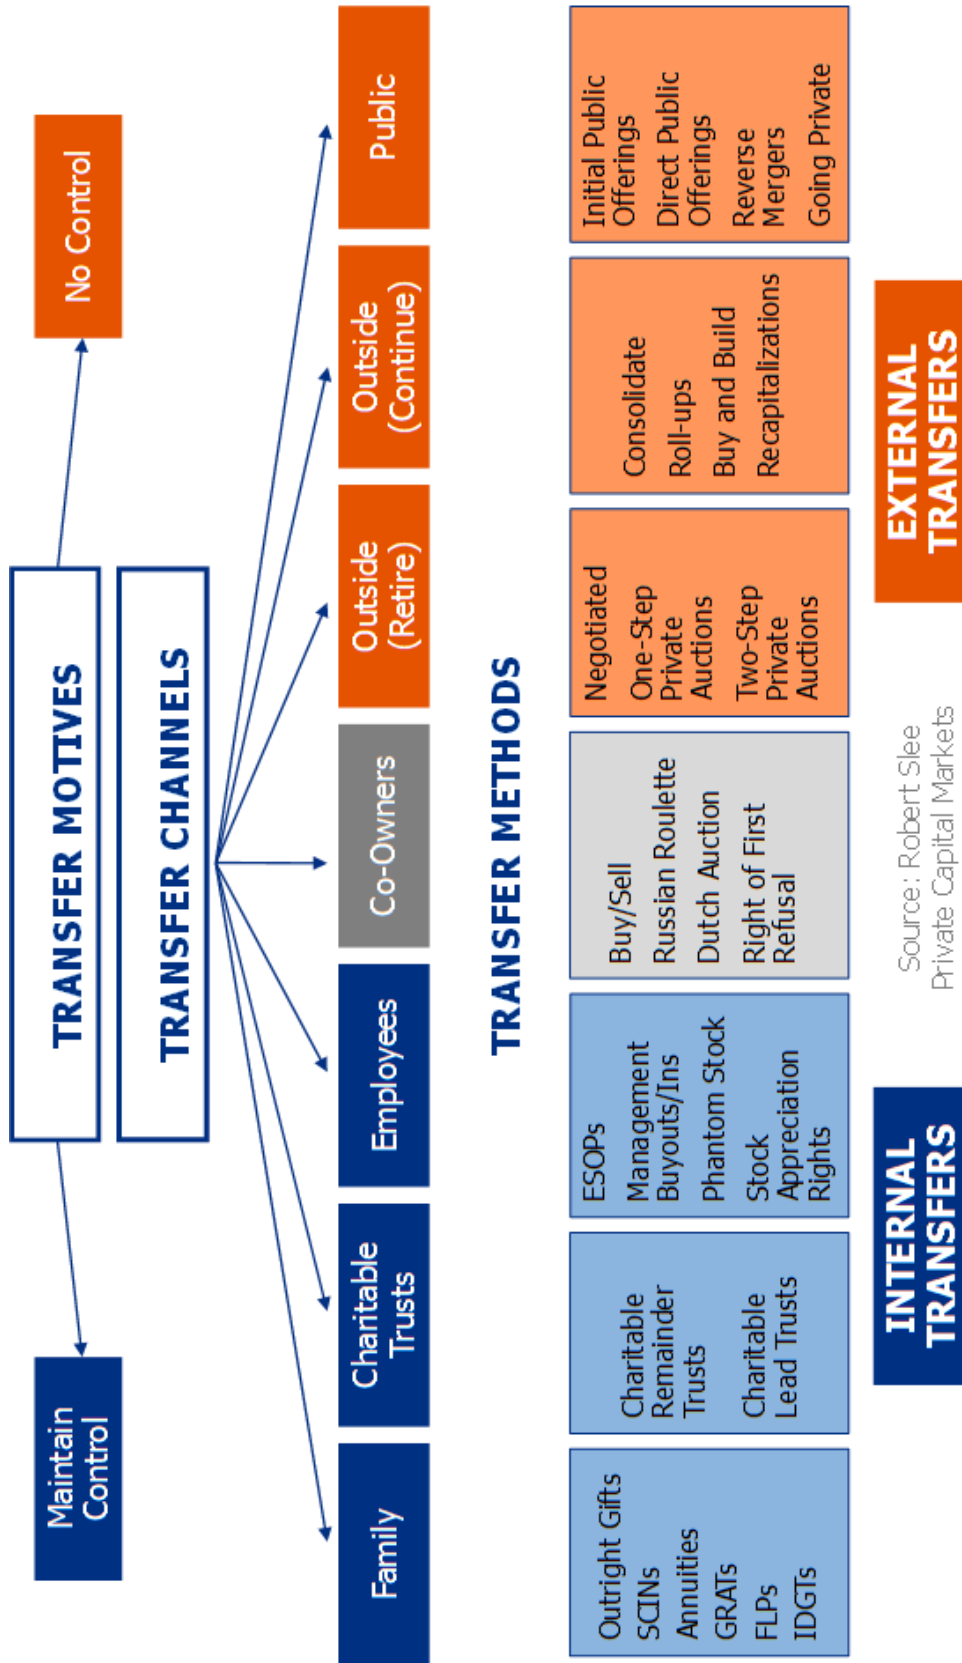 TRANSFER MOTIVES
Maintain
Control
No Control
TRANSFER CHANNELS
Family
Charitable
Trusts
Employees
Co-Owners
Outside
(Retire)
Outside
(Continue)
Public
TRANSFER METHODS
Outright Gifts
SCINs
Annuities
GRATs
FLPs
IDGTs
Charitable
Remainder
Trusts
Charitable
Lead Trusts
ESOPs
Management
Buyouts/Ins
Phantom Stock
Stock
Appreciation
Rights
Buy/Sell
Russian Roulette
Dutch Auction
Right of First
Refusal
Negotiated
One-Step
Private
Auctions
Two-Step
Private
Auctions
Consolidate
Roll-ups
Buy and Build
Recapitalizations
Initial Public
Offerings
Direct Public
Offerings
Reverse
Mergers
Going Private
INTERNAL
TRANSFERS
Source: Robert Slee
Private Capital Markets
EXTERNAL
TRANSFERS